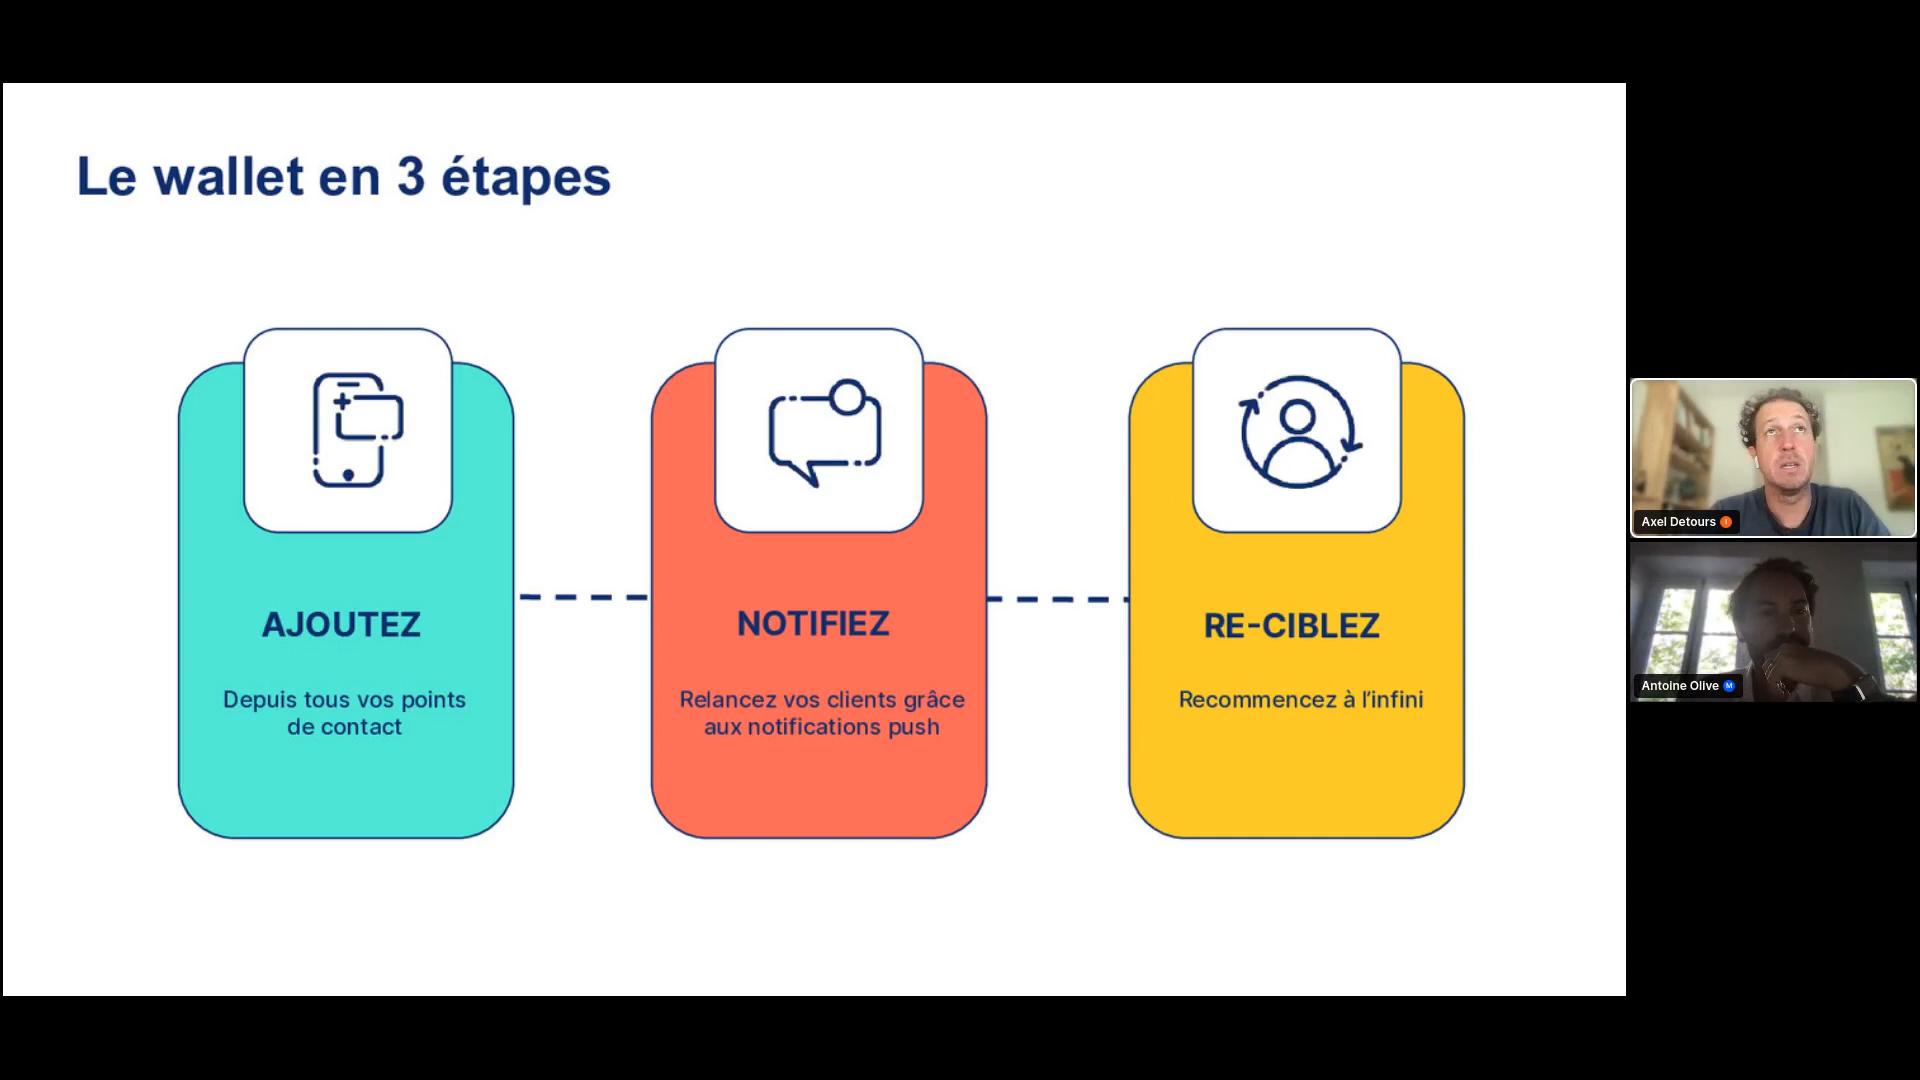 Le wallet en 3 étapes
AJOUTEZ
Depuis tous vos points
de contact
NOTIFIEZ
Relancez vos clients grâce
aux notifications push
RE-CIBLEZ
Recommencez à l’infini
Axel Detours I
Antoine Olive M